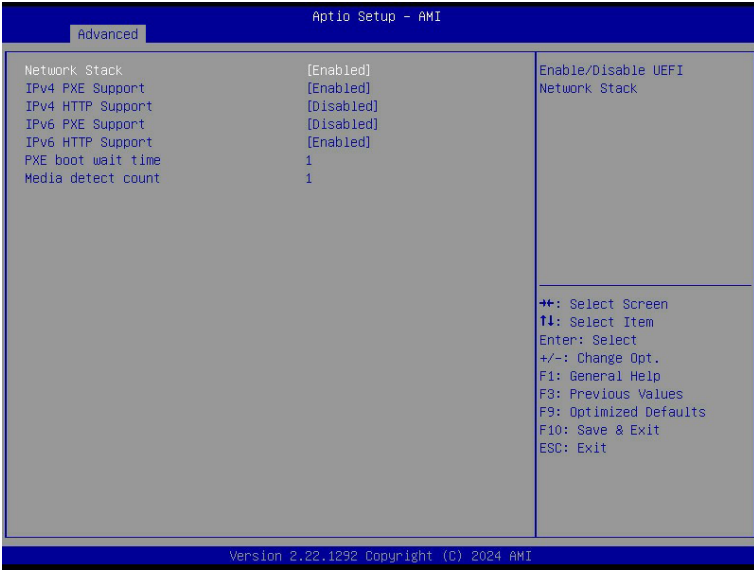 Aptio Setup – AMI
Advanced
Network Stack [Enabled]
IPv4 PXE Support [Enabled]
IPv4 HTTP Support [Disabled]
IPv6 PXE Support [Disabled]
IPv6 HTTP Support [Enabled]
PXE boot wait time 1
Media detect count 1
Enable/Disable UEFI
Network Stack
→←: Select Screen
↑↓: Select Item
Enter: Select
+/-: Change Opt.
F1: General Help
F3: Previous Values
F9: Optimized Defaults
F10: Save & Exit
ESC: Exit
Version 2.22.1292 Copyright (C) 2024 AMI